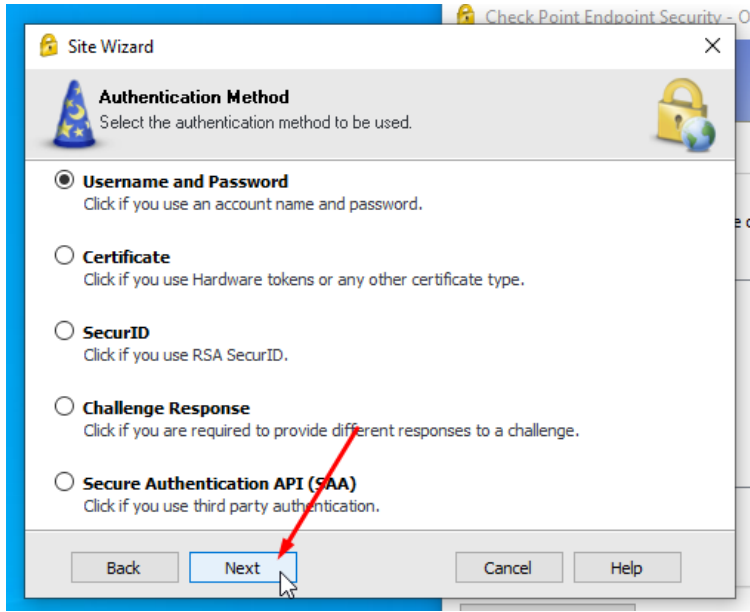 Check Point Endpoint Security - O
Site Wizard
Authentication Method
Select the authentication method to be used.
Username and Password
Click if you use an account name and password.
Certificate
Click if you use Hardware tokens or any other certificate type.
SecurID
Click if you use RSA SecurID.
Challenge Response
Click if you are required to provide different responses to a challenge.
Secure Authentication API (SAA)
Click if you use third party authentication.
Back Next Cancel Help